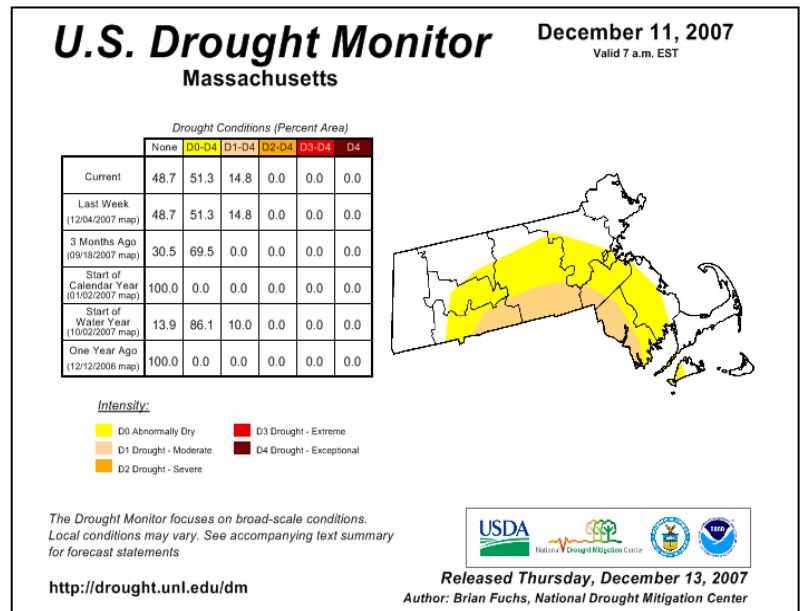 U.S. Drought Monitor
Massachusetts
December 11, 2007
Valid 7 a.m. EST
Drought Conditions (Percent Area)
None D0-D4 D1-D4 D2-D4 D3-D4 D4
Current 48.7 51.3 14.8 0.0 0.0 0.0
Last Week
(12/04/2007 map) 48.7 51.3 14.8 0.0 0.0 0.0
3 Months Ago
(09/18/2007 map) 30.5 69.5 0.0 0.0 0.0 0.0
Start of
Calendar Year
(01/02/2007 map) 100.0 0.0 0.0 0.0 0.0 0.0
Start of
Water Year
(10/02/2007 map) 13.9 86.1 10.0 0.0 0.0 0.0
One Year Ago
(12/12/2006 map) 100.0 0.0 0.0 0.0 0.0 0.0
Intensity:
D0 Abnormally Dry
D1 Drought - Moderate
D2 Drought - Severe
D3 Drought - Extreme
D4 Drought - Exceptional
The Drought Monitor focuses on broad-scale conditions.
Local conditions may vary. See accompanying text summary
for forecast statements
http://drought.unl.edu/dm
USDA
National Drought Mitigation Center
Released Thursday, December 13, 2007
Author: Brian Fuchs, National Drought Mitigation Center